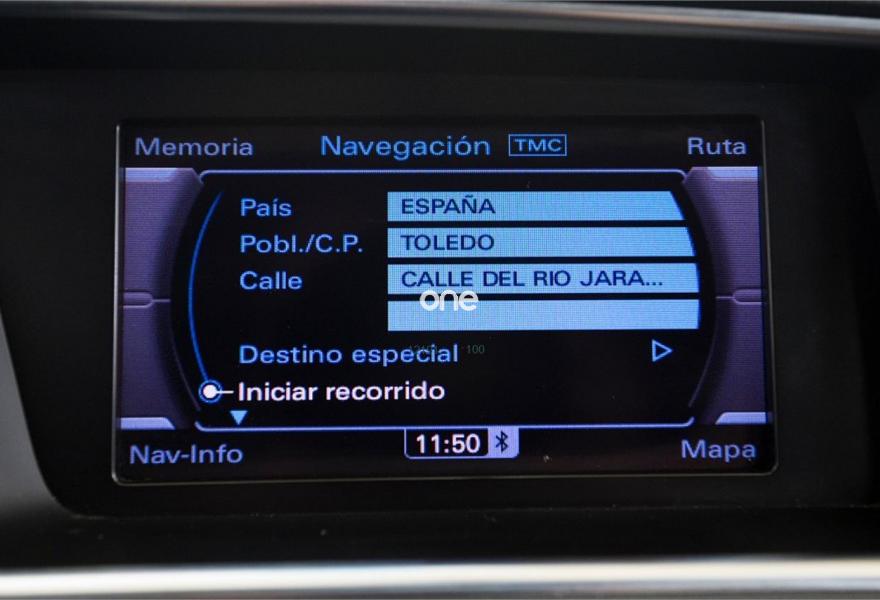 Memoria Navegación TMC Ruta
País ESPAÑA
Pobl./C.P. TOLEDO
Calle CALLE DEL RIO JARA...
one
Destino especial
100
Iniciar recorrido
Nav-Info 11:50 Mapa